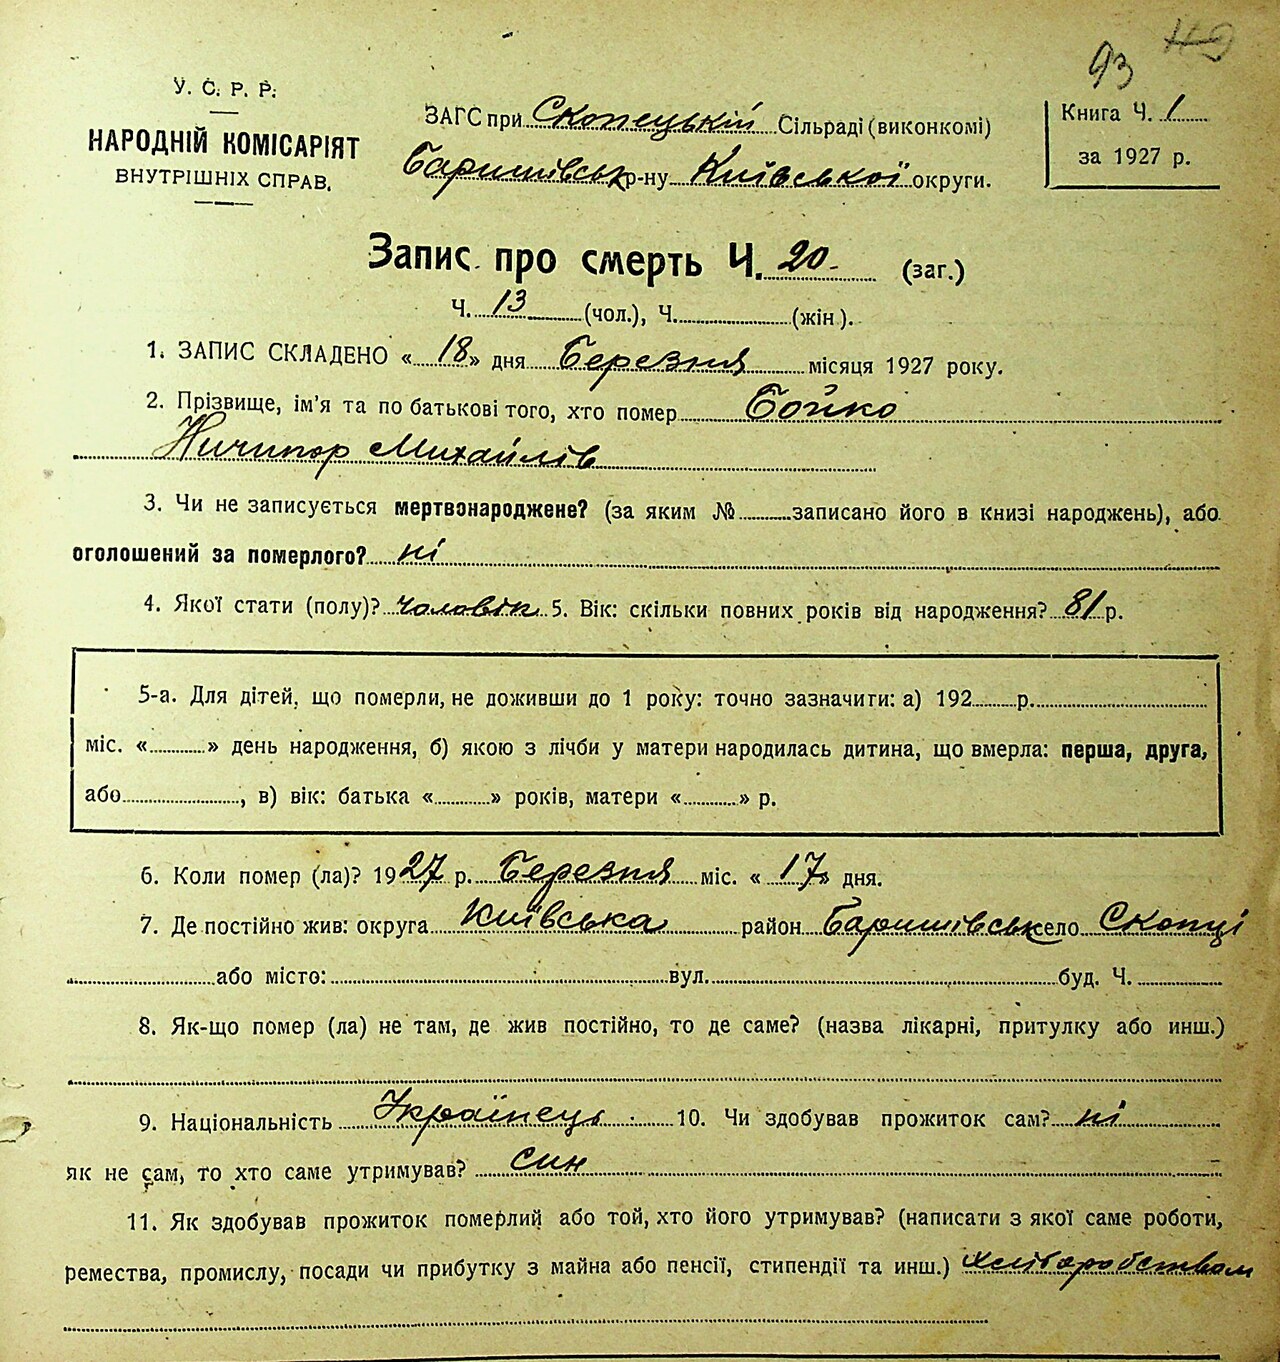 93
У. С. Р. Р.
НАРОДНІЙ КОМІСАРІЯТ
ВНУТРІШНІХ СПРАВ.
ЗАГС при Скопецькій Сільраді (виконкомі)
Баришівськ р-ну Київської округи.
Книга Ч. 1
за 1927 р.
Запис про смерть Ч. 20 (заг.)
Ч. 13 (чол.), Ч. (жін).
1. ЗАПИС СКЛАДЕНО « 18 » дня Березня місяця 1927 року.
2. Прізвище, ім'я та по батькові того, хто помер Бойко
Ничипор Михайлів
3. Чи не записується мертвонароджене? (за яким № записано його в книзі народжень), або
оголошений за померлого? ні
4. Якої стати (полу)? чоловік 5. Вік: скільки повних років від народження? 81 р.
5-а. Для дітей, що померли, не доживши до 1 року: точно зазначити: а) 192 р.
міс. « » день народження, б) якою з лічби у матери народилась дитина, що вмерла: перша, друга,
або , в) вік: батька « » років, матери « » р.
6. Коли помер (ла)? 1927 р. Березня міс. « 17 » дня.
7. Де постійно жив: округа Київська район Баришівськ село Скопці
або місто: вул. буд. Ч.
8. Як-що помер (ла) не там, де жив постійно, то де саме? (назва лікарні, притулку або инш.)
9. Національність Українець 10. Чи здобував прожиток сам? ні
як не сам, то хто саме утримував? син
11. Як здобував прожиток померлий або той, хто його утримував? (написати з якої саме роботи,
ремества, промислу, посади чи прибутку з майна або пенсії, стипендії та инш.) хліборобством